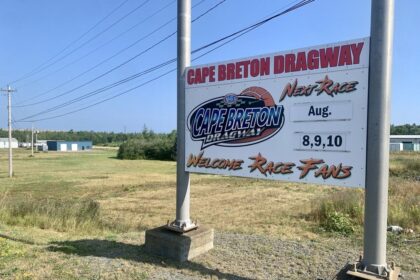 CAPE BRETON DRAGWAY
NEXT RACE
Aug.
8,9,10
CAPE BRETON
DRAGWAY
WELCOME RACE FANS